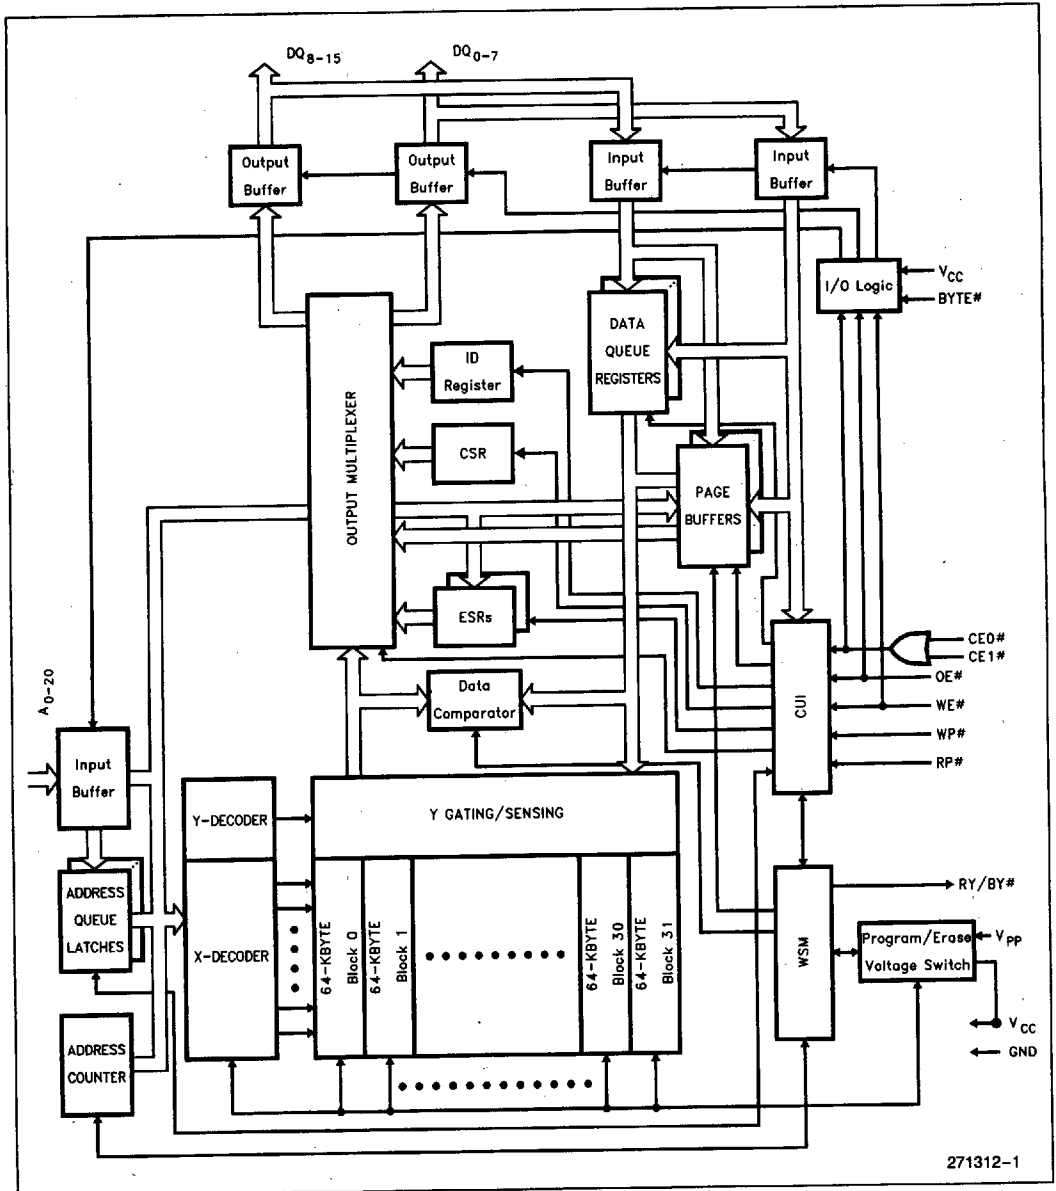 DQ8-15
DQ0-7
Output
Buffer
Output
Buffer
Input
Buffer
Input
Buffer
I/O Logic
VCC
BYTE#
OUTPUT MULTIPLEXER
ID
Register
DATA
QUEUE
REGISTERS
CSR
PAGE
BUFFERS
ESRs
CUI
CE0#
CE1#
OE#
WE#
WP#
RP#
Data
Comparator
A0-20
Input
Buffer
Y-DECODER
Y GATING/SENSING
ADDRESS
QUEUE
LATCHES
X-DECODER
64-KBYTE
Block 0
64-KBYTE
Block 1
64-KBYTE
Block 30
64-KBYTE
Block 31
WSM
RY/BY#
Program/Erase
Voltage Switch
VPP
VCC
GND
ADDRESS
COUNTER
271312-1